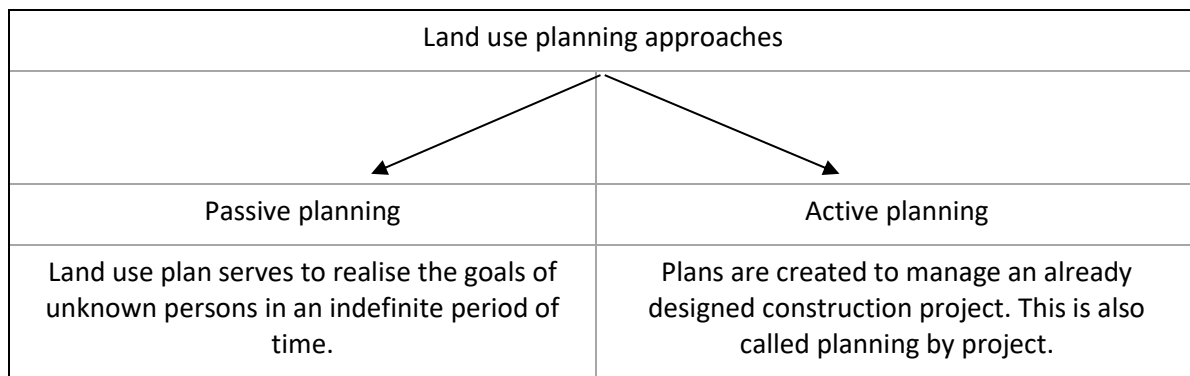 Land use planning approaches
Passive planning
Active planning
Land use plan serves to realise the goals of
unknown persons in an indefinite period of
time.
Plans are created to manage an already
designed construction project. This is also
called planning by project.